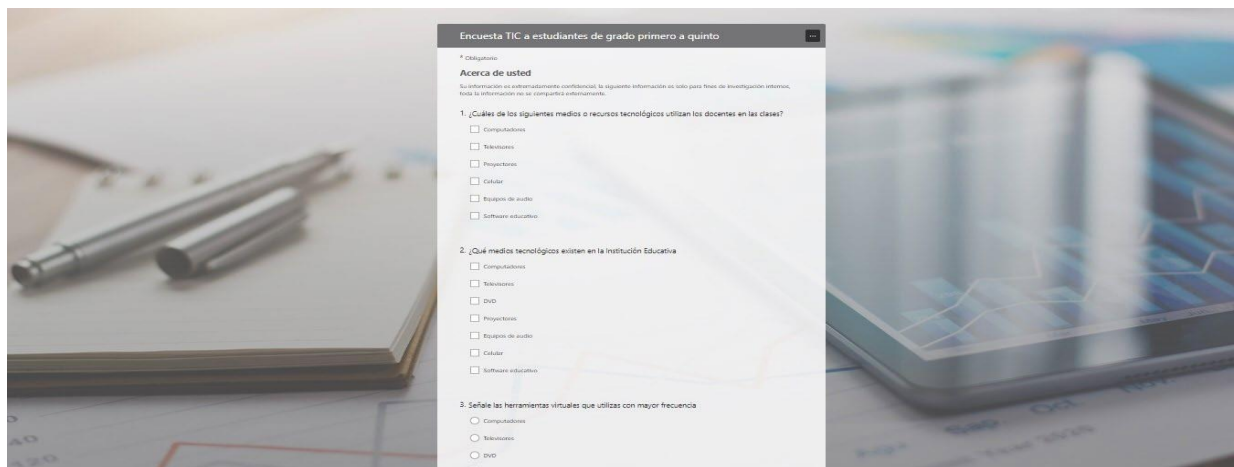 Encuesta TIC a estudiantes de grado primero a quinto
* Obligatorio
Acerca de usted
Su información es extremadamente confidencial, la siguiente información es solo para fines de investigación internos,
toda la información no se compartirá externamente.
1. ¿Cuáles de los siguientes medios o recursos tecnológicos utilizan los docentes en las clases?
Computadores
Televisores
Proyectores
Celular
Equipos de audio
Software educativo
2. ¿Qué medios tecnológicos existen en la Institución Educativa
Computadores
Televisores
DVD
Proyectores
Equipos de audio
Celular
Software educativo
3. Señale las herramientas virtuales que utilizas con mayor frecuencia
Computadores
Televisores
DVD
Sep
Oct
Nov